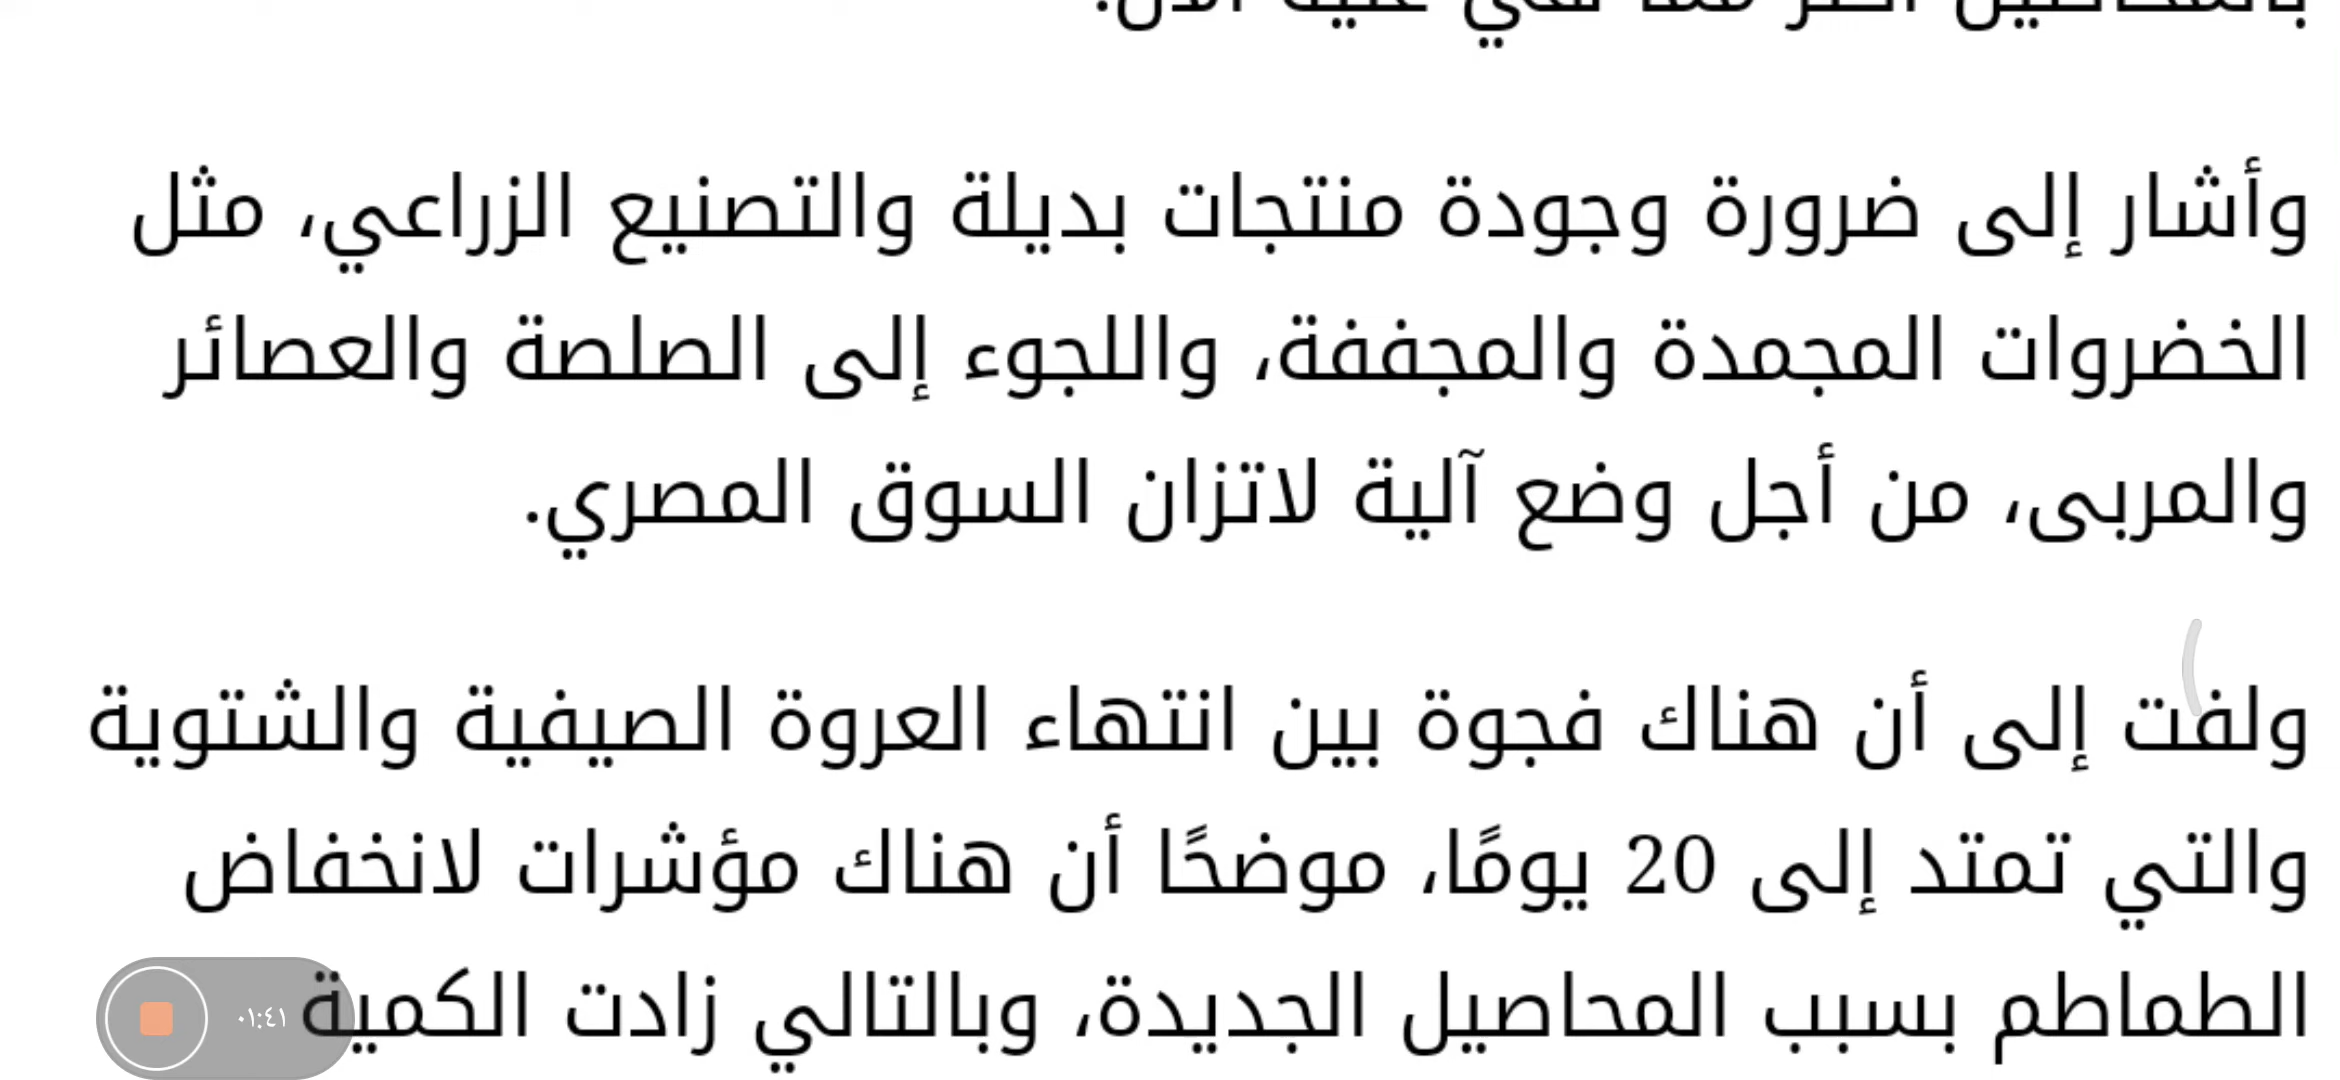 وأشار إلى ضرورة وجودة منتجات بديلة والتصنيع الزراعي، مثل
الخضروات المجمدة والمجففة، واللجوء إلى الصلصة والعصائر
والمربى، من أجل وضع آلية لاتزان السوق المصري.
ولفت إلى أن هناك فجوة بين انتهاء العروة الصيفية والشتوية
والتي تمتد إلى 20 يومًا، موضحًا أن هناك مؤشرات لانخفاض
الطماطم بسبب المحاصيل الجديدة، وبالتالي زادت الكمية
٠١:٤١